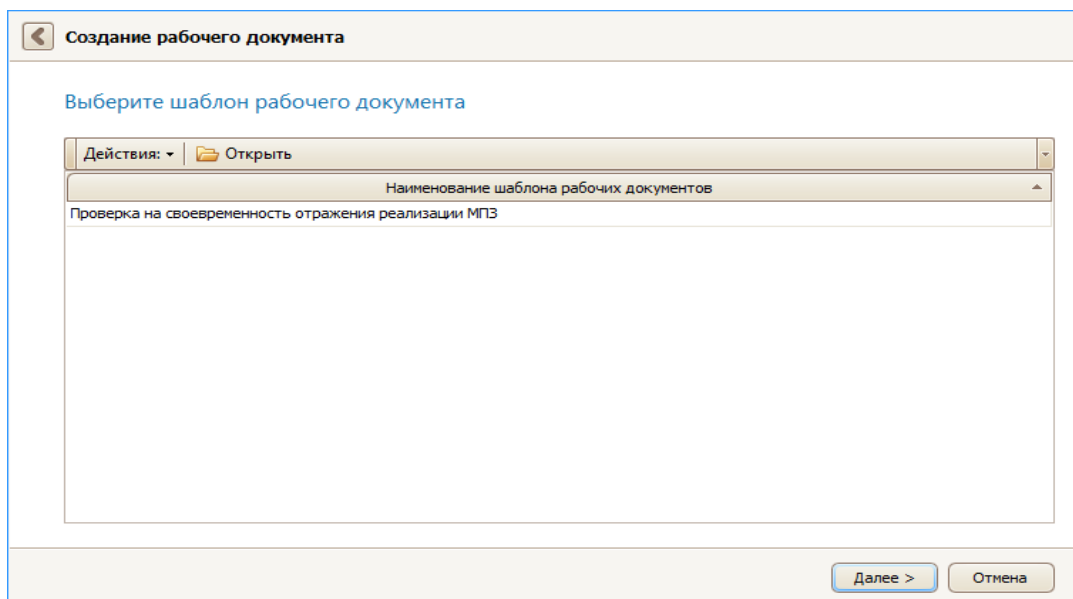 Создание рабочего документа
Выберите шаблон рабочего документа
Действия: Открыть
Наименование шаблона рабочих документов
Проверка на своевременность отражения реализации МПЗ
Далее > Отмена